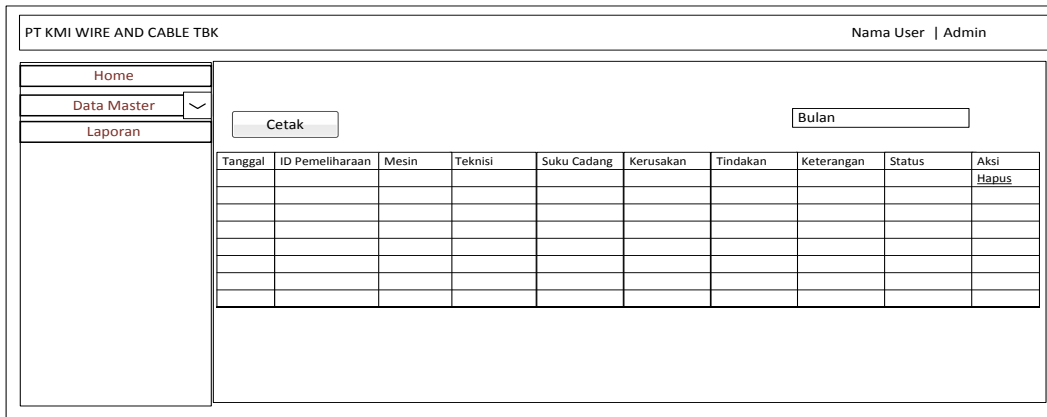 PT KMI WIRE AND CABLE TBK Nama User | Admin
Home
Data Master
Laporan
Cetak
Bulan
Tanggal ID Pemeliharaan Mesin Teknisi Suku Cadang Kerusakan Tindakan Keterangan Status Aksi
Hapus